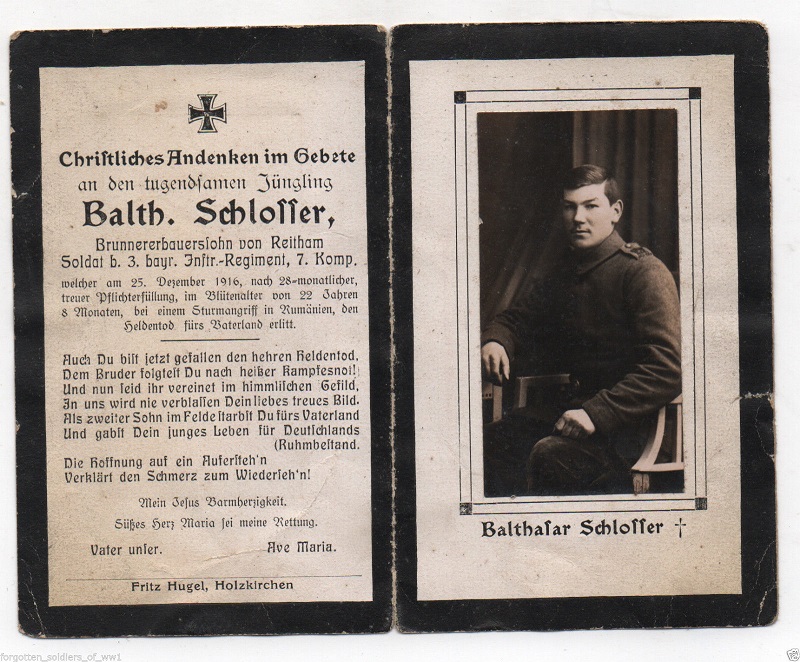 Chriſtliches Andenken im Gebete
an den tugendſamen Jüngling
Balth. Schloſſer,
Brunnererbauersſohn von Reitham
Soldat b. 3. bayr. Inftr.-Regiment, 7. Komp.
welcher am 25. Dezember 1916, nach 28-monatlicher,
treuer Pflichterfüllung, im Blütenalter von 22 Jahren
8 Monaten, bei einem Sturmangriff in Rumänien, den
Heldentod fürs Vaterland erlitt.
Auch Du biſt jetzt gefallen den hehren Heldentod,
Dem Bruder folgteſt Du nach heißer Kampfesnot!
Und nun ſeid ihr vereinet im himmliſchen Gefild,
In uns wird nie verblaſſen Dein liebes treues Bild.
Als zweiter Sohn im Felde ſtarbſt Du fürs Vaterland
Und gabſt Dein junges Leben für Deutſchlands
(Ruhmbeſtand.
Die Hoffnung auf ein Auferſteh'n
Verklärt den Schmerz zum Wiederſeh'n!
Mein Jeſus Barmherzigkeit.
Süßes Herz Maria ſei meine Rettung.
Vater unſer. Ave Maria.
Fritz Hugel, Holzkirchen
Balthaſar Schloſſer †
forgotten_soldiers_of_ww1